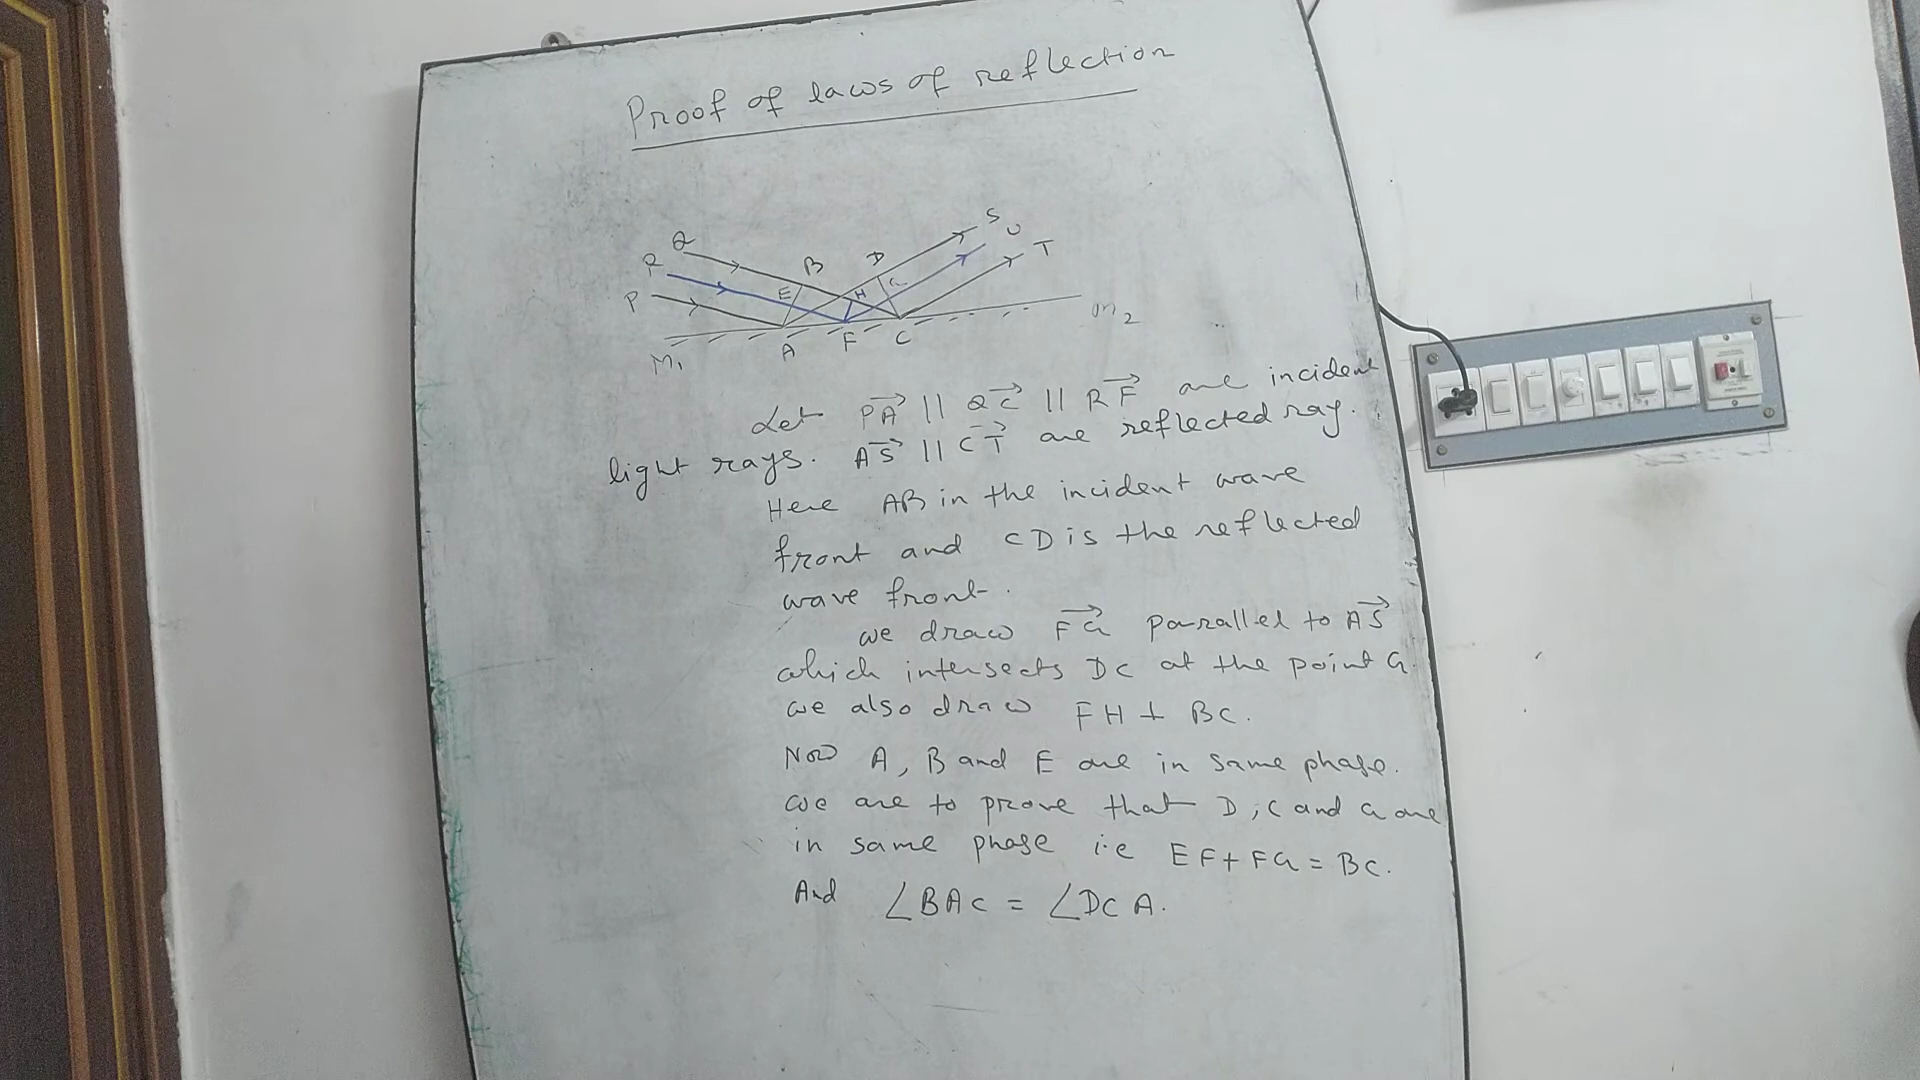 Proof of laws of reflection
S
U
Q
D
T
R
B
E
H
G
P
M₂
M₁
A
F
C
Let PA⃗ || QC⃗ || RF⃗ are incident
light rays. AS⃗ || CT⃗ are reflected ray.
Here AB in the incident wave
front and CD is the reflected
wave front.
we draw FG⃗ parallel to AS⃗
which intersects DC at the point G.
we also draw FH ⊥ BC.
Now A, B and E are in same phase.
we are to prove that D, C and G are
in same phase i.e EF + FG = BC.
And ∠BAC = ∠DCA.